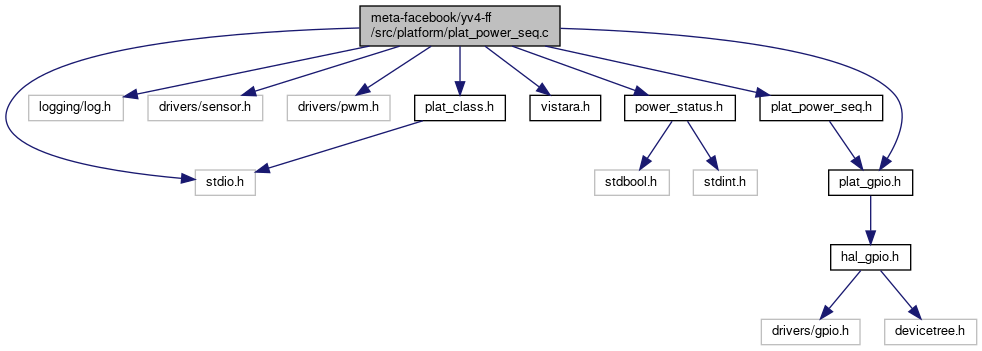 meta-facebook/yv4-ff
/src/platform/plat_power_seq.c
logging/log.h
drivers/sensor.h
drivers/pwm.h
plat_class.h
vistara.h
power_status.h
plat_power_seq.h
stdio.h
stdbool.h
stdint.h
plat_gpio.h
hal_gpio.h
drivers/gpio.h
devicetree.h